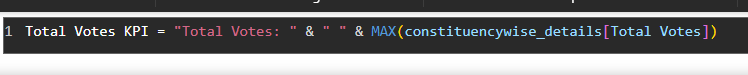 1 Total Votes KPI = "Total Votes: " & " " & MAX(constituencywise_details[Total Votes])